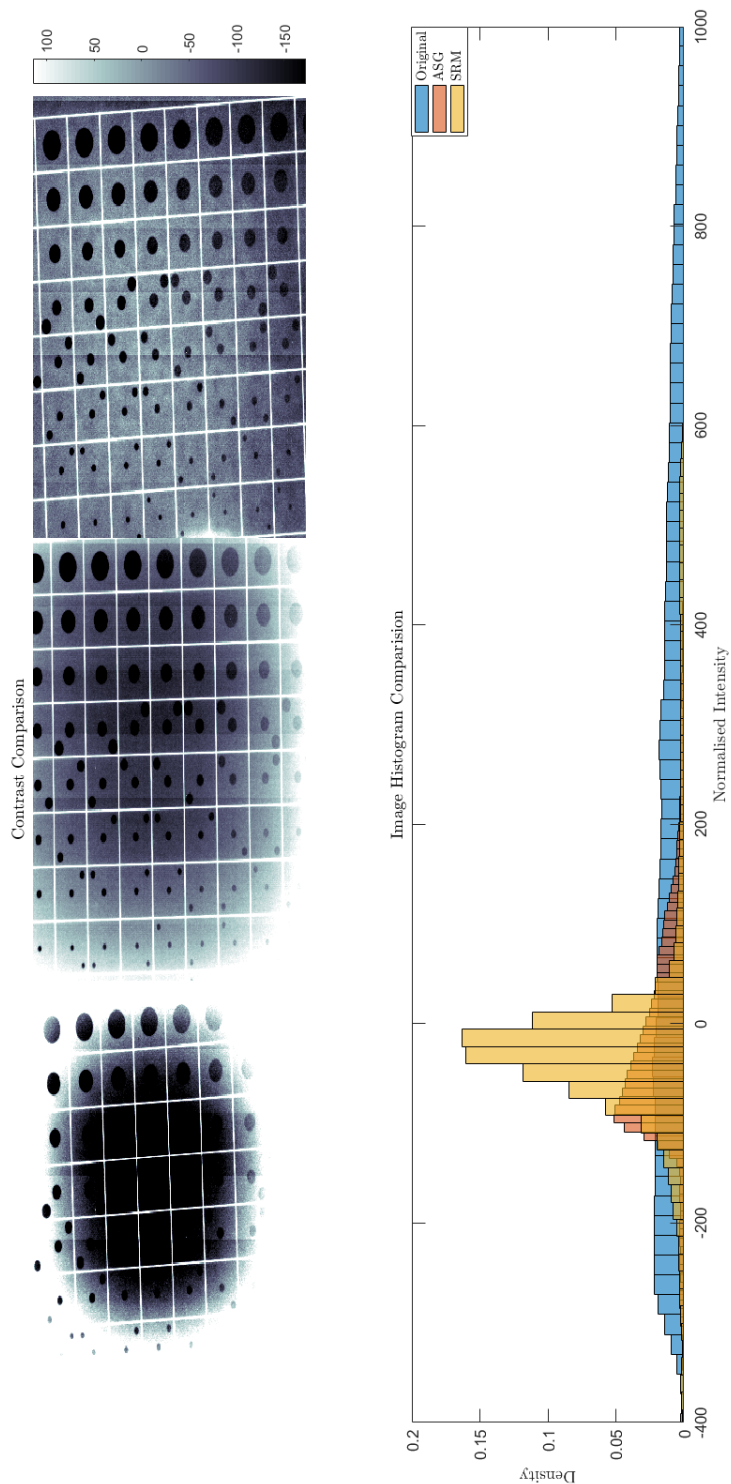 Contrast Comparison
100
50
0
-50
-100
-150
Image Histogram Comparision
Original
ASG
SRM
Density
0.2
0.15
0.1
0.05
0
-400
-200
0
200
400
600
800
1000
Normalised Intensity